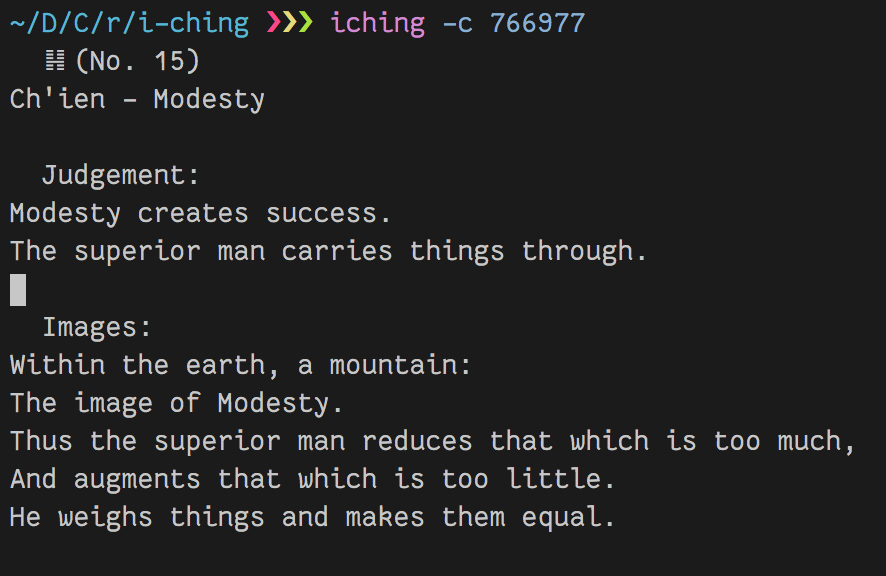 ~/D/C/r/i-ching ❯❯❯ iching -c 766977
䷎ (No. 15)
Ch'ien - Modesty
Judgement:
Modesty creates success.
The superior man carries things through.
Images:
Within the earth, a mountain:
The image of Modesty.
Thus the superior man reduces that which is too much,
And augments that which is too little.
He weighs things and makes them equal.